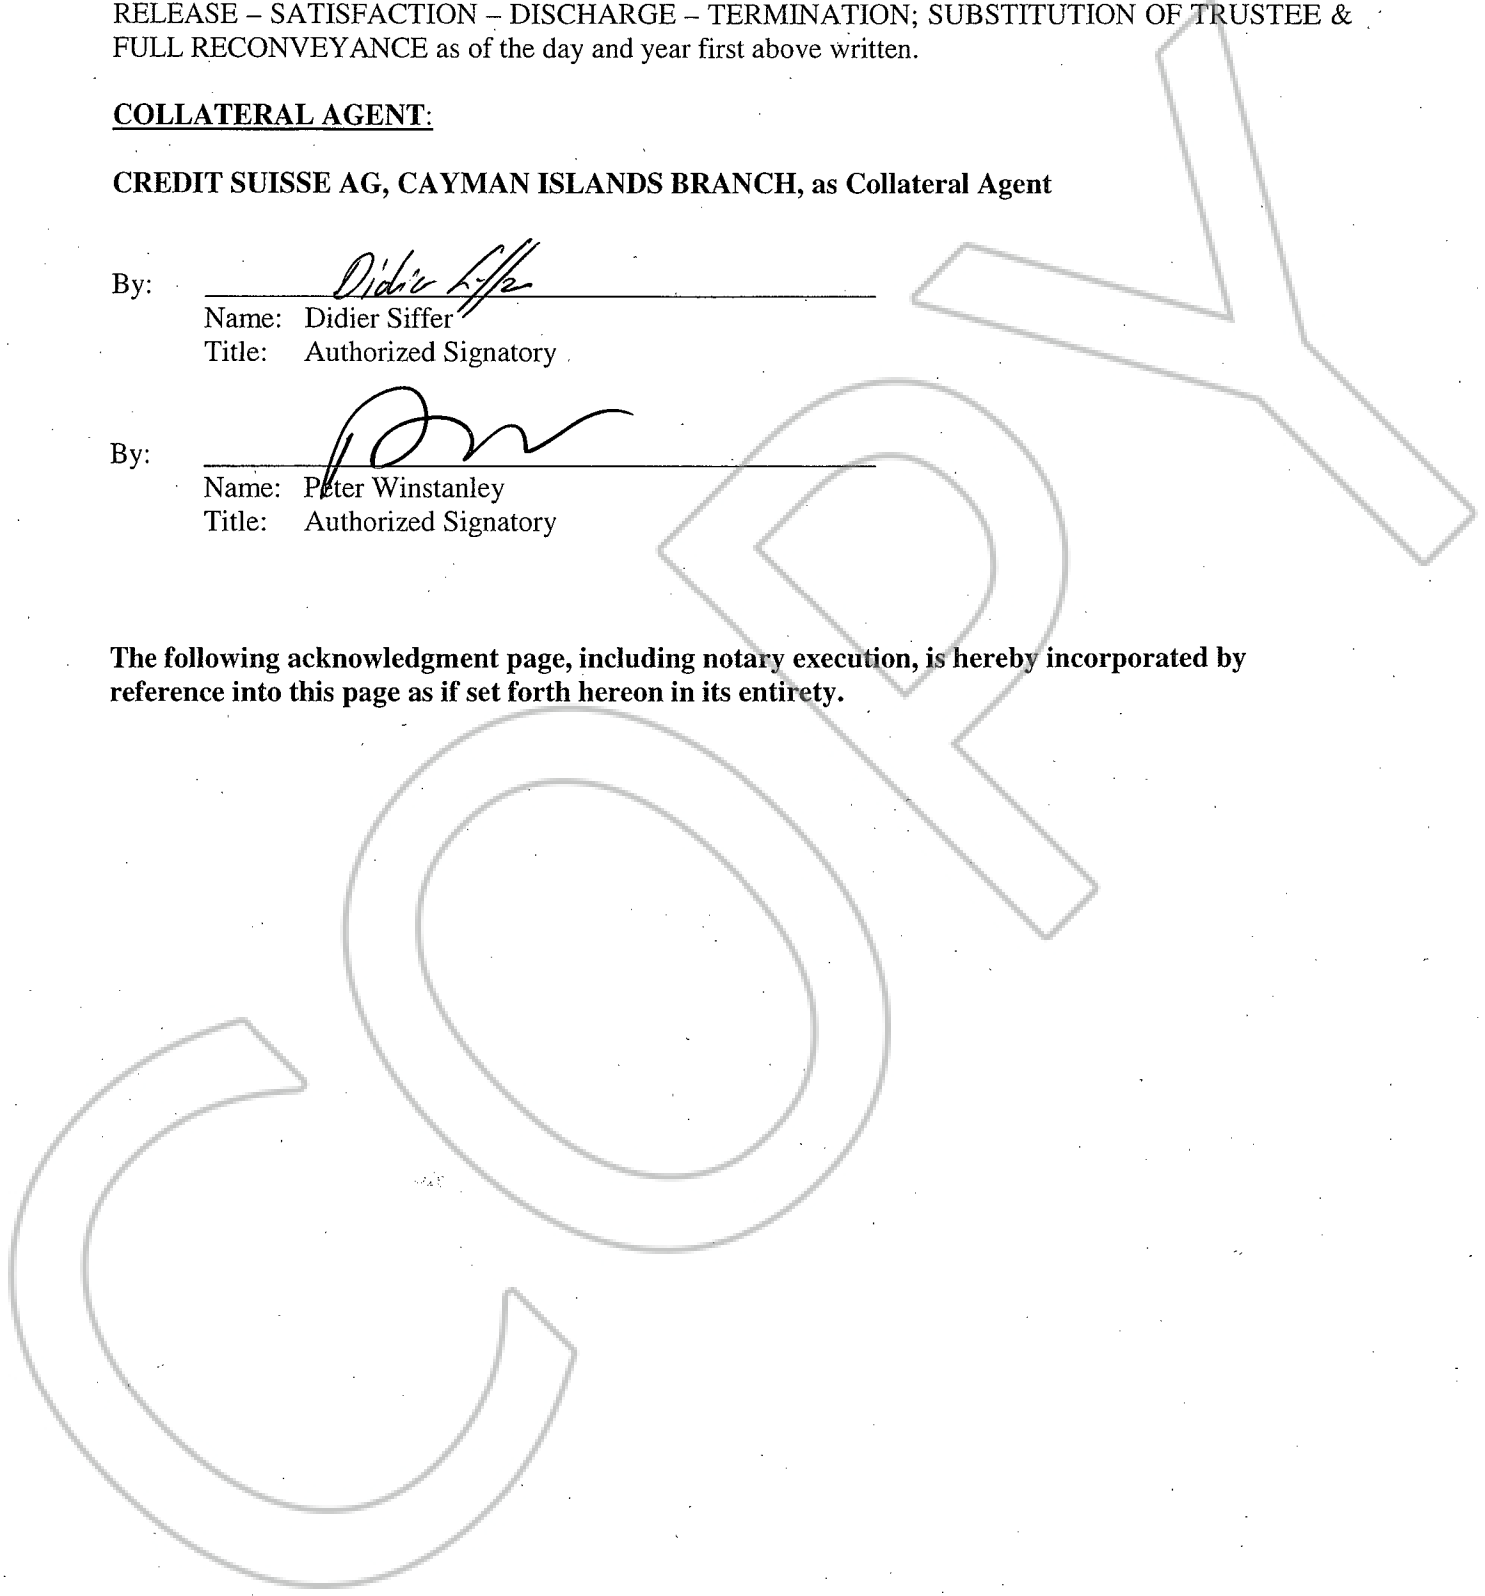 RELEASE – SATISFACTION – DISCHARGE – TERMINATION; SUBSTITUTION OF TRUSTEE &
FULL RECONVEYANCE as of the day and year first above written.
COLLATERAL AGENT:
CREDIT SUISSE AG, CAYMAN ISLANDS BRANCH, as Collateral Agent
By: Didier Siffer
Name: Didier Siffer
Title: Authorized Signatory
By:
Name: Peter Winstanley
Title: Authorized Signatory
The following acknowledgment page, including notary execution, is hereby incorporated by
reference into this page as if set forth hereon in its entirety.
COPY